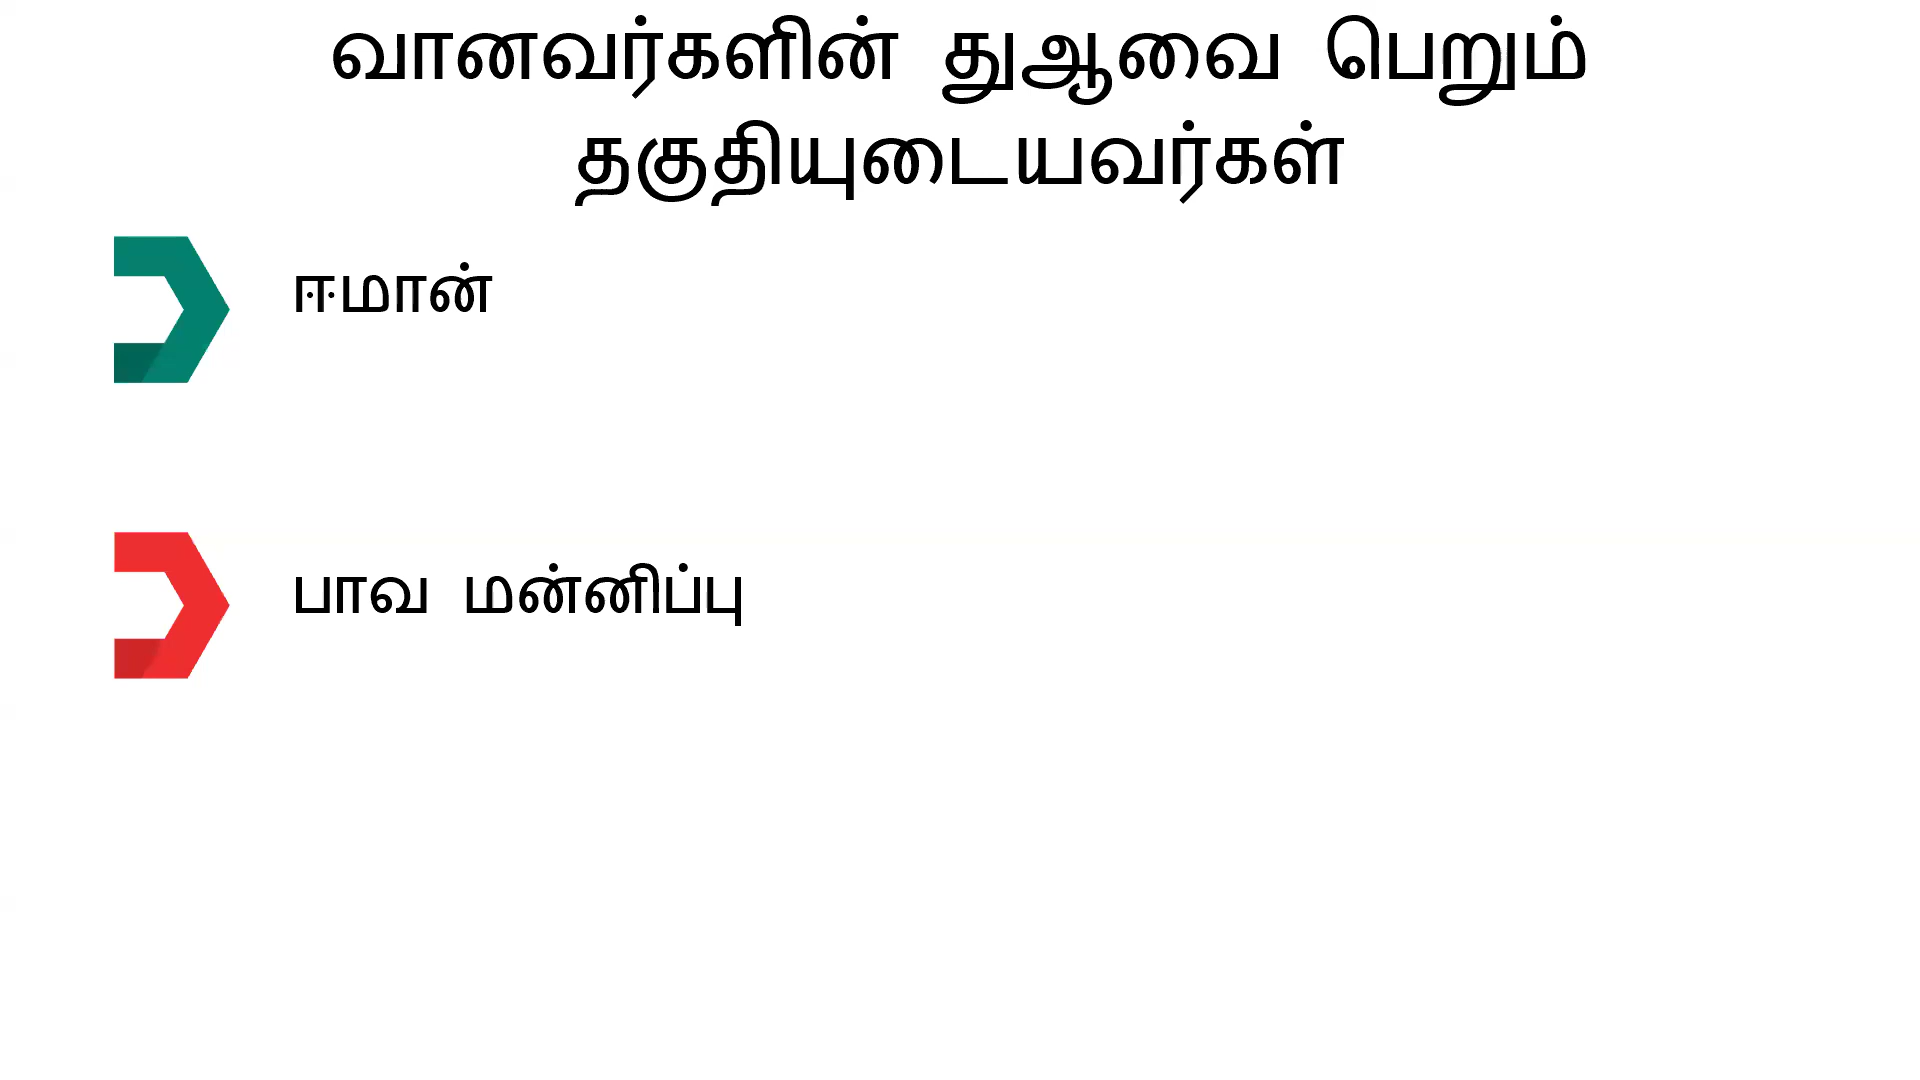 வானவர்களின் துஆவை பெறும்
தகுதியுடையவர்கள்
ஈமான்
பாவ மன்னிப்பு